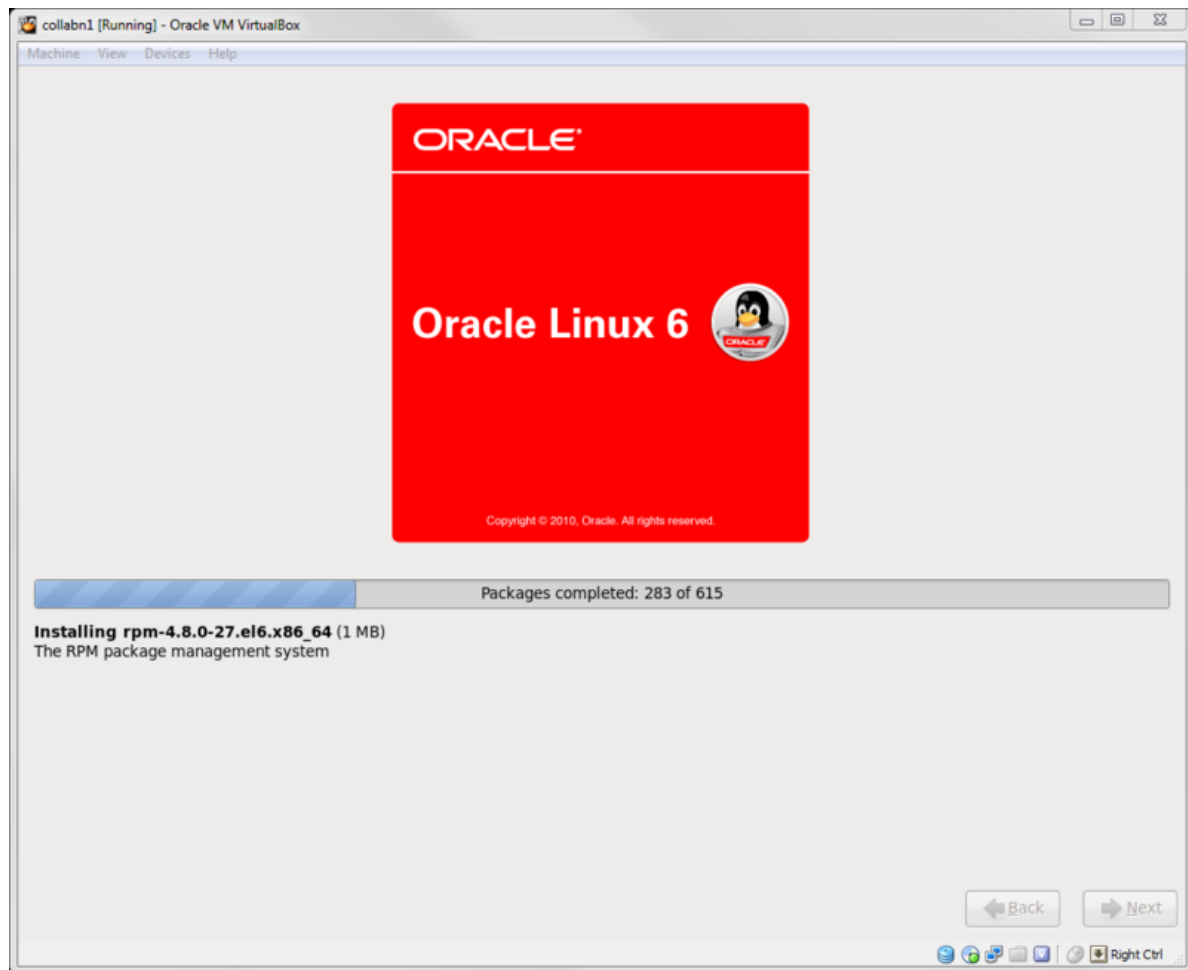 collabn1 [Running] - Oracle VM VirtualBox
Machine View Devices Help
ORACLE®
Oracle Linux 6
ORACLE
Copyright © 2010, Oracle. All rights reserved.
Packages completed: 283 of 615
Installing rpm-4.8.0-27.el6.x86_64 (1 MB)
The RPM package management system
Back Next
Right Ctrl